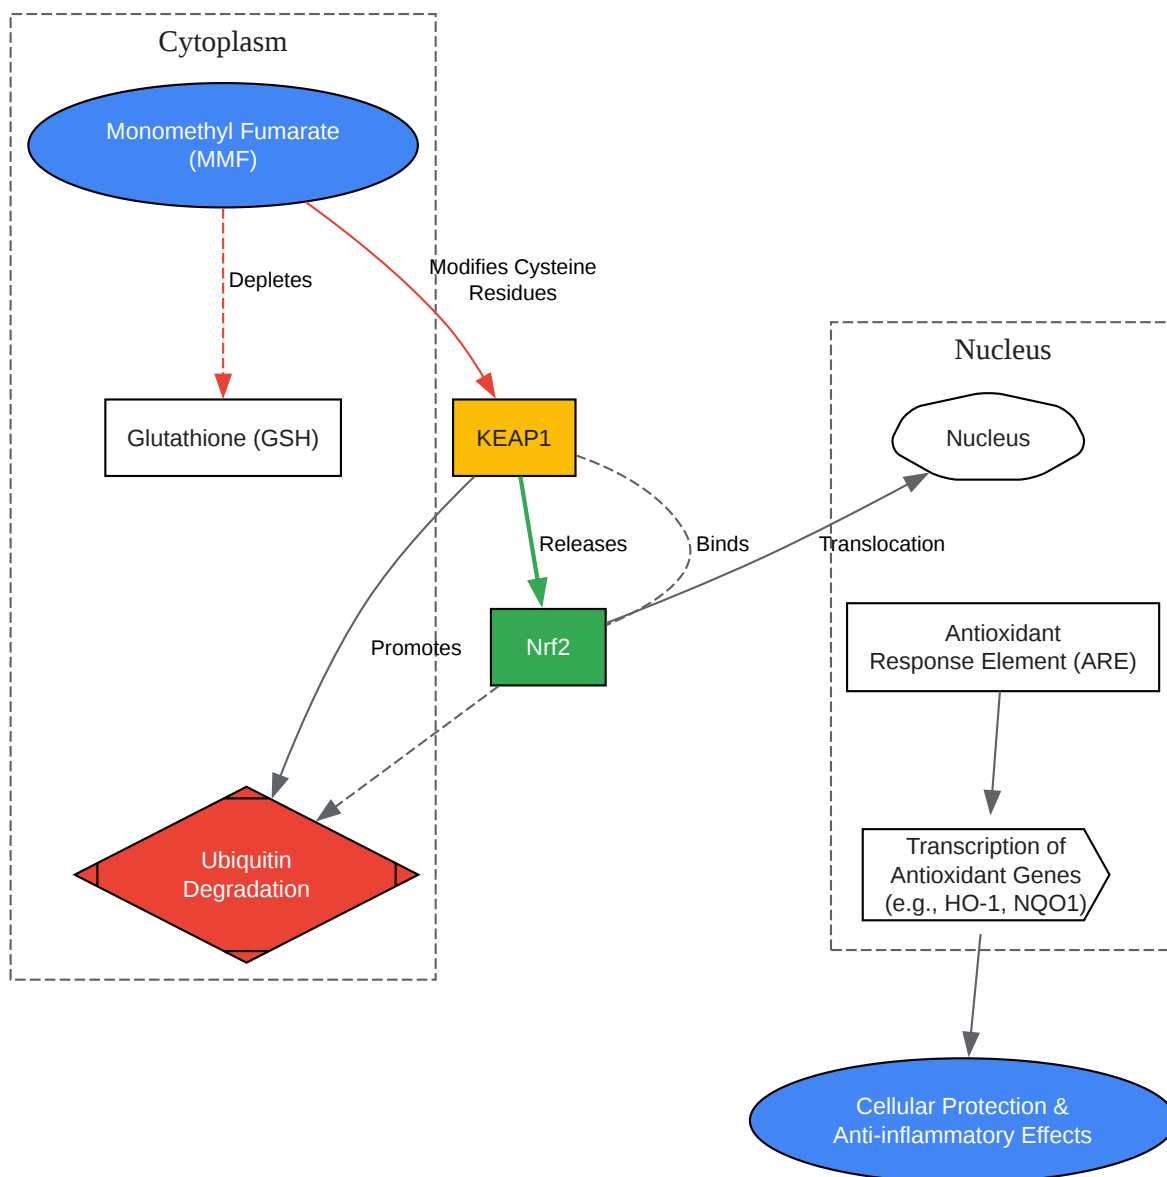 Cytoplasm
Monomethyl Fumarate
(MMF)
Depletes
Modifies Cysteine
Residues
Nucleus
Glutathione (GSH)
KEAP1
Nucleus
Releases
Binds
Translocation
Promotes
Nrf2
Antioxidant
Response Element (ARE)
Ubiquitin
Degradation
Transcription of
Antioxidant Genes
(e.g., HO-1, NQO1)
Cellular Protection &
Anti-inflammatory Effects